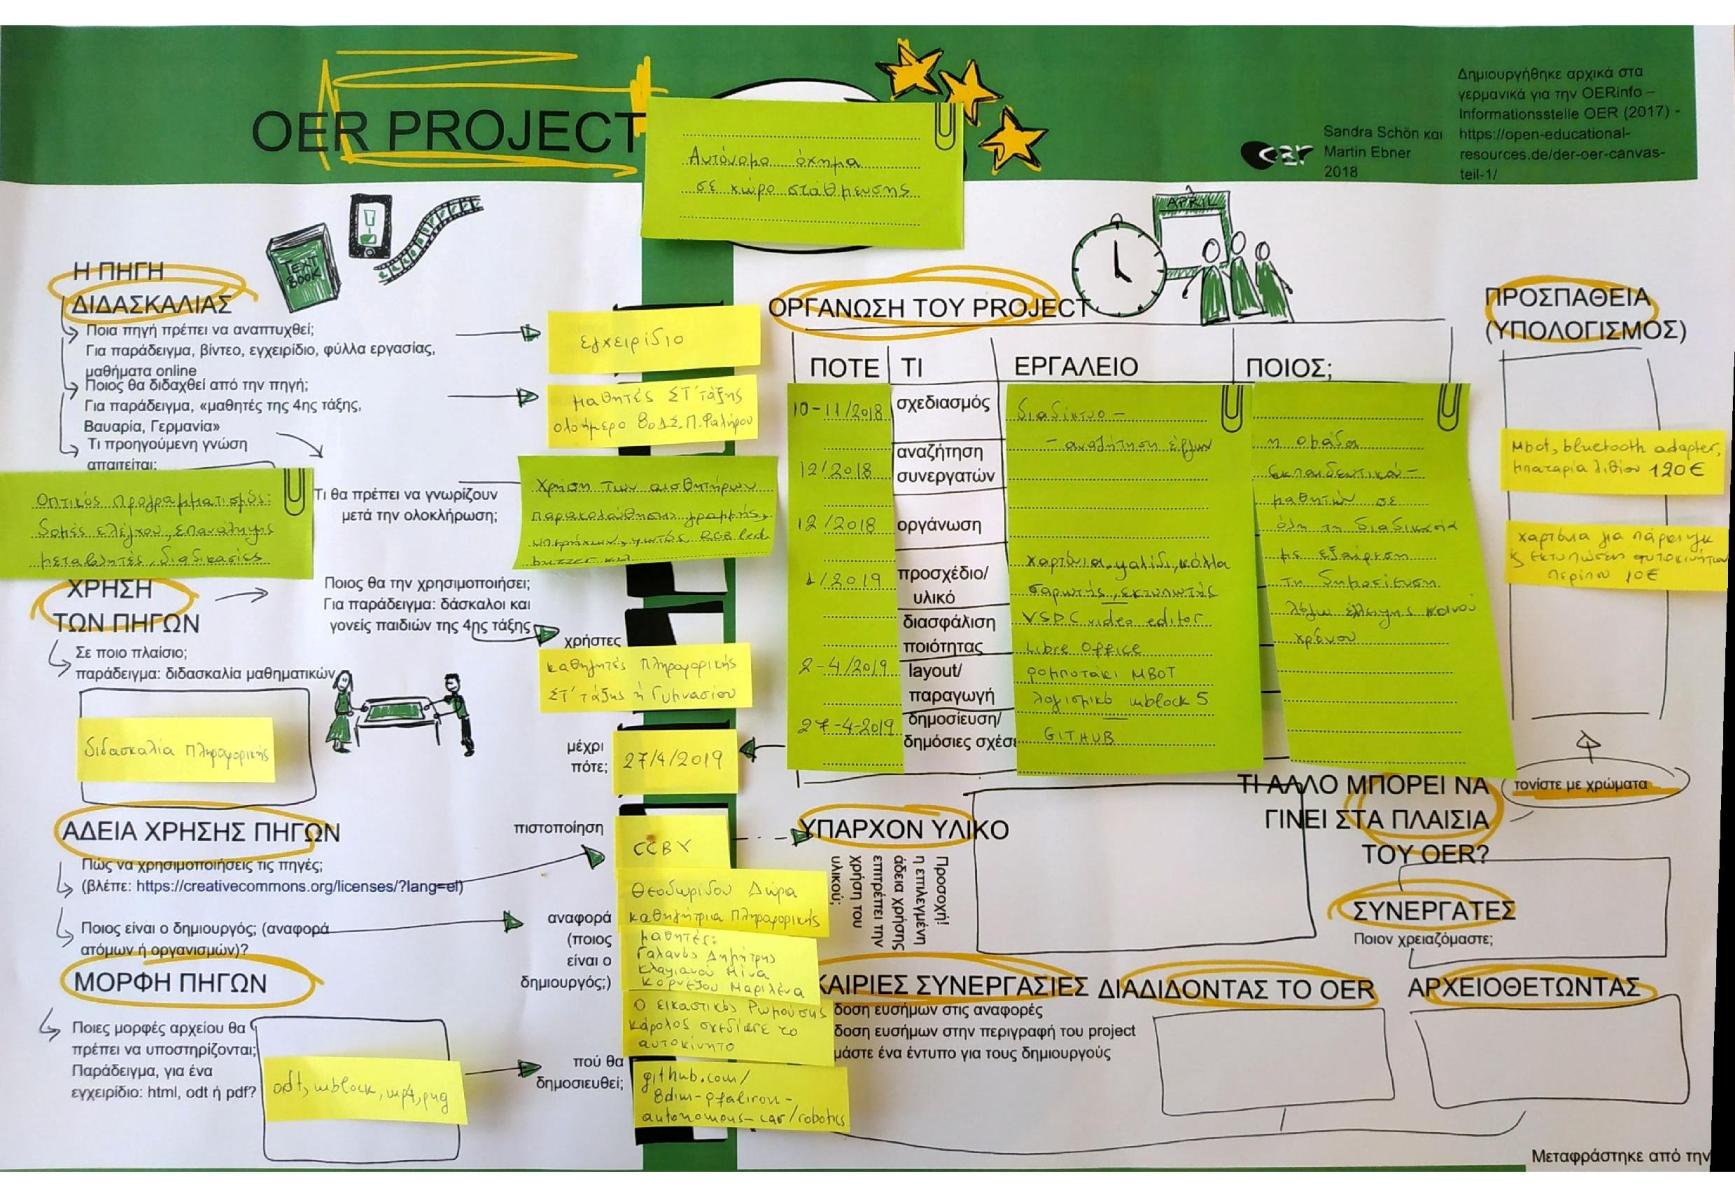 OER PROJECT
Αυτόνομο όχημα
σε χώρο στάθμευσης
Sandra Schön και
Martin Ebner
2018
Δημιουργήθηκε αρχικά στα
γερμανικά για την OERinfo –
Informationsstelle OER (2017) -
https://open-educational-
resources.de/der-oer-canvas-
teil-1/
TEXT
BOOK
APRIL
Η ΠΗΓΗ
ΔΙΔΑΣΚΑΛΙΑΣ
Ποια πηγή πρέπει να αναπτυχθεί;
Για παράδειγμα, βίντεο, εγχειρίδιο, φύλλα εργασίας,
μαθήματα online
Ποιος θα διδαχθεί από την πηγή;
Για παράδειγμα, «μαθητές της 4ης τάξης,
Βαυαρία, Γερμανία»
Τι προηγούμενη γνώση
απαιτείται;
εγχειρίδιο
μαθητές ΣΤ' τάξης
ολοήμερο 8ο Δ.Σ. Π. Φαλήρου
Οπτικός προγραμματισμός:
δομές ελέγχου, επανάληψης
μεταβλητές, διαδικασίες
Τι θα πρέπει να γνωρίζουν
μετά την ολοκλήρωση;
Χρήση των αισθητήρων
παρακολούθησης γραμμής,
υπερήχων, φωτός RGB led
buzzer κλπ
ΧΡΗΣΗ
ΤΩΝ ΠΗΓΩΝ
Σε ποιο πλαίσιο;
παράδειγμα: διδασκαλία μαθηματικών
διδασκαλία Πληροφορικής
Ποιος θα την χρησιμοποιήσει;
Για παράδειγμα: δάσκαλοι και
γονείς παιδιών της 4ης τάξης
χρήστες
καθηγητές Πληροφορικής
ΣΤ' τάξης ή Γυμνασίου
μέχρι
πότε;
27/4/2019
ΑΔΕΙΑ ΧΡΗΣΗΣ ΠΗΓΩΝ
Πώς να χρησιμοποιήσεις τις πηγές;
(βλέπε: https://creativecommons.org/licenses/?lang=el)
Ποιος είναι ο δημιουργός; (αναφορά
ατόμων ή οργανισμών)?
πιστοποίηση
CCBY
αναφορά
(ποιος
είναι ο
δημιουργός;)
Θεοδωρίδου Δώρα
καθηγήτρια Πληροφορικής
μαθητές:
Γαλανός Δημήτρης
Κλαγιανού Μίνα
Κορνέζου Μαριλένα
Ο εικαστικός Ρωμούσης
Κάρολος σχεδίασε το
αυτοκίνητο
ΜΟΡΦΗ ΠΗΓΩΝ
Ποιες μορφές αρχείου θα
πρέπει να υποστηρίζονται;
Παράδειγμα, για ένα
εγχειρίδιο: html, odt ή pdf?
odt, mblock, mp4, png
πού θα
δημοσιευθεί;
github.com/
8dim-pfaliron-
autonomous-car/robotics
ΟΡΓΑΝΩΣΗ ΤΟΥ PROJECT
ΠΟΤΕ ΤΙ ΕΡΓΑΛΕΙΟ ΠΟΙΟΣ;
10-11/2018
12/2018
12/2018
1/2019
2-4/2019
27-4-2019
σχεδιασμός
αναζήτηση
συνεργατών
οργάνωση
προσχέδιο/
υλικό
διασφάλιση
ποιότητας
layout/
παραγωγή
δημοσίευση/
δημόσιες σχέσ
διαδίκτυο –
– αναζήτηση έργων
χαρτόνια, ψαλίδι, κόλλα
σαρωτής, εκτυπωτής
VSDC video editor
Libre Office
ρομποτάκι MBOT
λογισμικό mblock 5
GITHUB
η ομάδα
εκπαιδευτικού –
μαθητών σε
όλη τη διαδικασία
με εξαίρεση
τη δημοσίευση
λόγω έλλειψης κοινού
χρόνου
ΠΡΟΣΠΑΘΕΙΑ
(ΥΠΟΛΟΓΙΣΜΟΣ)
Mbot, bluetooth adapter,
μπαταρία λιθίου 120€
χαρτόνια για πάρκινγκ
& εκτυπώσεις αυτοκινήτων
περίπου 10€
τονίστε με χρώματα
ΥΠΑΡΧΟΝ ΥΛΙΚΟ
Προσοχή!
η επιλεγμένη
άδεια χρήσης
επιτρέπει την
χρήση του
υλικού;
ΤΙ ΑΛΛΟ ΜΠΟΡΕΙ ΝΑ
ΓΙΝΕΙ ΣΤΑ ΠΛΑΙΣΙΑ
ΤΟΥ OER?
ΣΥΝΕΡΓΑΤΕΣ
Ποιον χρειαζόμαστε;
ΚΑΙΡΙΕΣ ΣΥΝΕΡΓΑΣΙΕΣ
δοση ευσήμων στις αναφορές
δοση ευσήμων στην περιγραφή του project
μάστε ένα έντυπο για τους δημιουργούς
ΔΙΑΔΙΔΟΝΤΑΣ ΤΟ OER
ΑΡΧΕΙΟΘΕΤΩΝΤΑΣ
Μεταφράστηκε από την